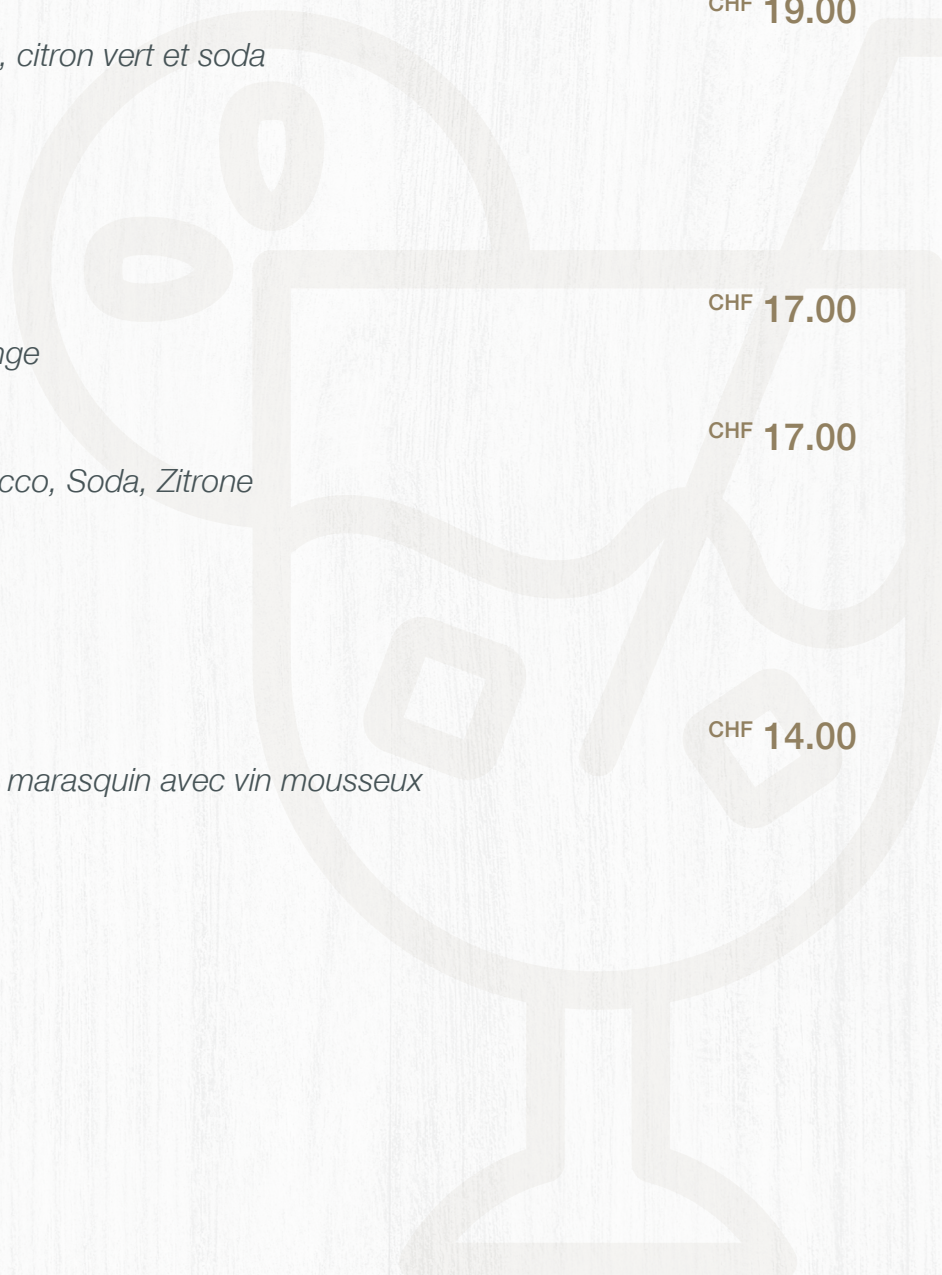 CHF 19.00
, citron vert et soda
CHF 17.00
CHF 17.00
cco, Soda, Zitrone
CHF 14.00
marasquin avec vin mousseux